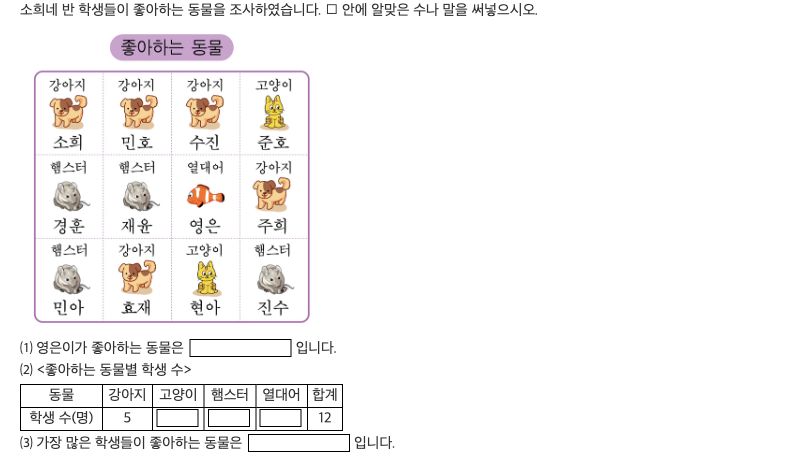 소희네 반 학생들이 좋아하는 동물을 조사하였습니다. □ 안에 알맞은 수나 말을 써넣으시오.
좋아하는 동물
강아지 강아지 강아지 고양이
소희 민호 수진 준호
햄스터 햄스터 열대어 강아지
경훈 재윤 영은 주희
햄스터 강아지 고양이 햄스터
민아 효재 현아 진수
(1) 영은이가 좋아하는 동물은 입니다.
(2) <좋아하는 동물별 학생 수>
동물 강아지 고양이 햄스터 열대어 합계
학생 수(명) 5 12
(3) 가장 많은 학생들이 좋아하는 동물은 입니다.